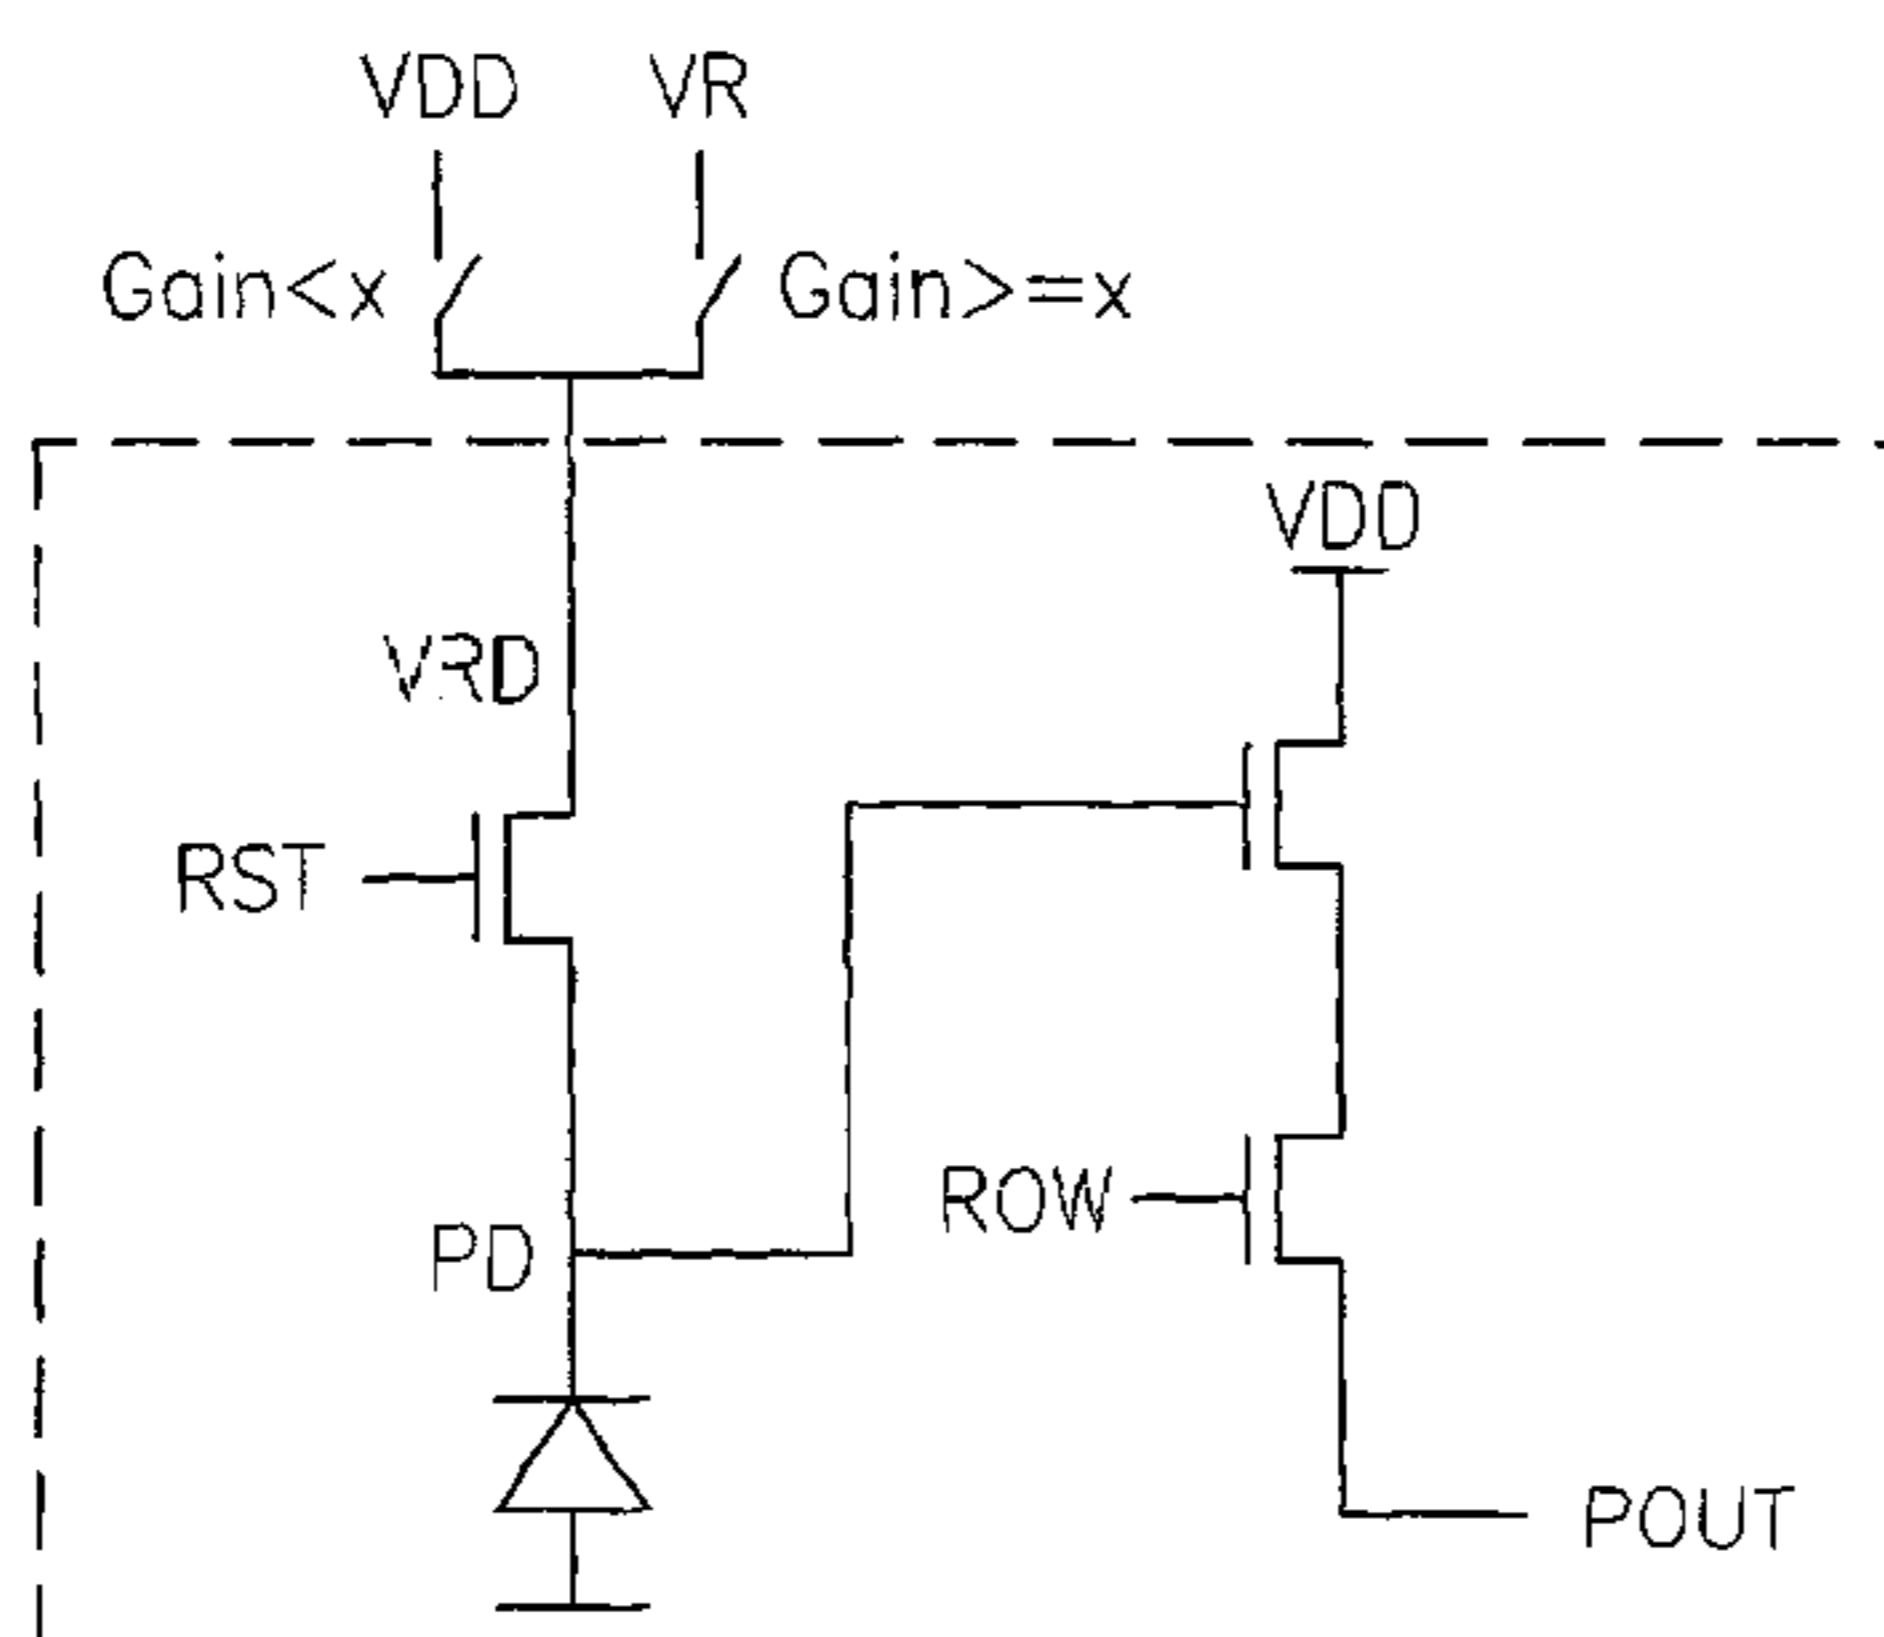 VDD
VR
Gain<x
Gain>=x
VDD
VRD
RST
ROW
PD
POUT